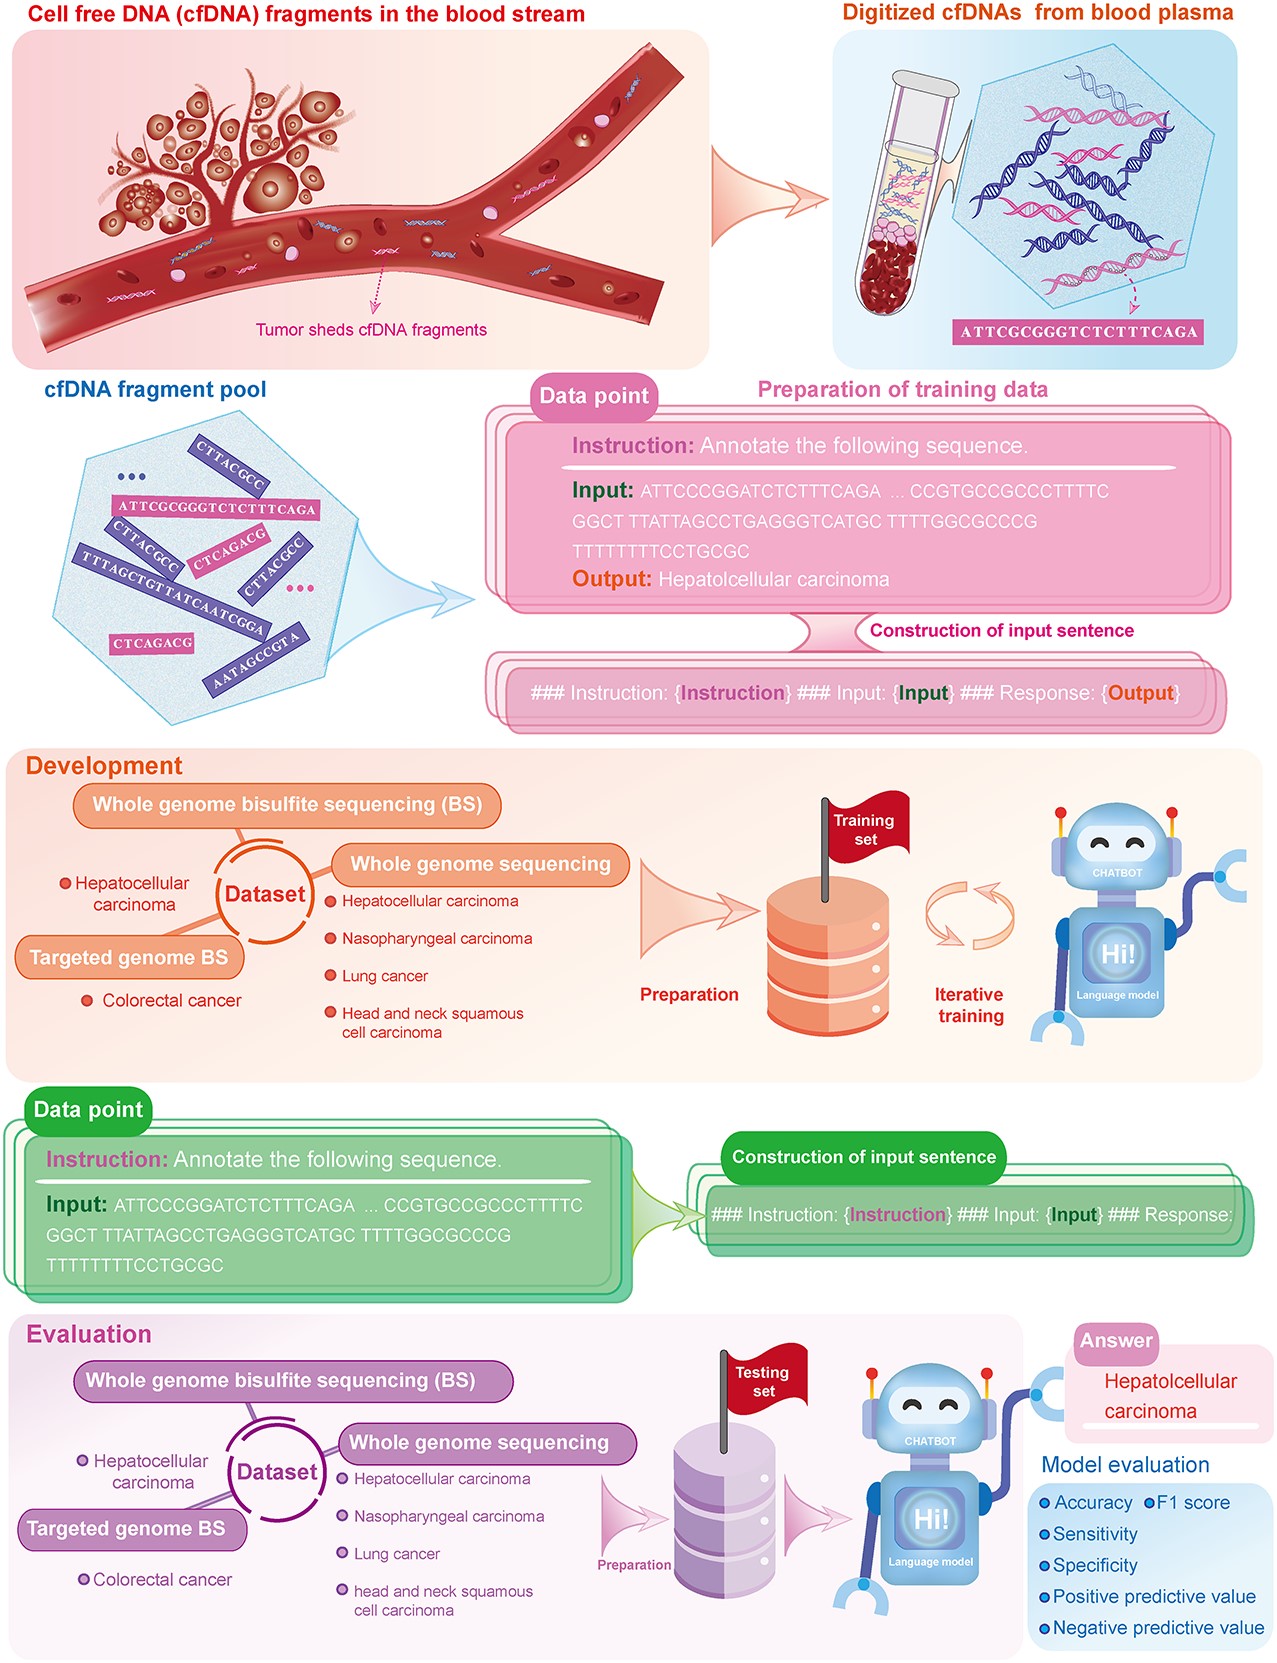 Cell free DNA (cfDNA) fragments in the blood stream
Digitized cfDNAs from blood plasma
Tumor sheds cfDNA fragments
ATTCGCGGGTCTCTTTCAGA
cfDNA fragment pool
CTTACGCC
ATTCGCGGGTCTCTTTCAGA
CTTACGCC
CTCAGACG
CTTACGCC
TTTAGCTGTTATCAATCGGA
CTCAGACG
AATAGCCGTA
Data point
Preparation of training data
Instruction: Annotate the following sequence.
Input: ATTCCCGGATCTCTTTCAGA ... CCGTGCCGCCCTTTTC
GGCT TTATTAGCCTGAGGGTCATGC TTTTGGCGCCCG
TTTTTTTTCCTGCGC
Output: Hepatolcellular carcinoma
Construction of input sentence
### Instruction: {Instruction} ### Input: {Input} ### Response: {Output}
Development
Whole genome bisulfite sequencing (BS)
Dataset
Whole genome sequencing
Hepatocellular
carcinoma
Targeted genome BS
Colorectal cancer
Hepatocellular carcinoma
Nasopharyngeal carcinoma
Lung cancer
Head and neck squamous
cell carcinoma
Preparation
Training
set
Iterative
training
CHATBOT
Hi!
Language model
Data point
Instruction: Annotate the following sequence.
Input: ATTCCCGGATCTCTTTCAGA ... CCGTGCCGCCCTTTTC
GGCT TTATTAGCCTGAGGGTCATGC TTTTGGCGCCCG
TTTTTTTTCCTGCGC
Construction of input sentence
### Instruction: {Instruction} ### Input: {Input} ### Response:
Evaluation
Whole genome bisulfite sequencing (BS)
Dataset
Whole genome sequencing
Hepatocellular
carcinoma
Targeted genome BS
Colorectal cancer
Hepatocellular carcinoma
Nasopharyngeal carcinoma
Lung cancer
head and neck squamous
cell carcinoma
Preparation
Testing
set
CHATBOT
Hi!
Language model
Answer
Hepatolcellular
carcinoma
Model evaluation
Accuracy F1 score
Sensitivity
Specificity
Positive predictive value
Negative predictive value